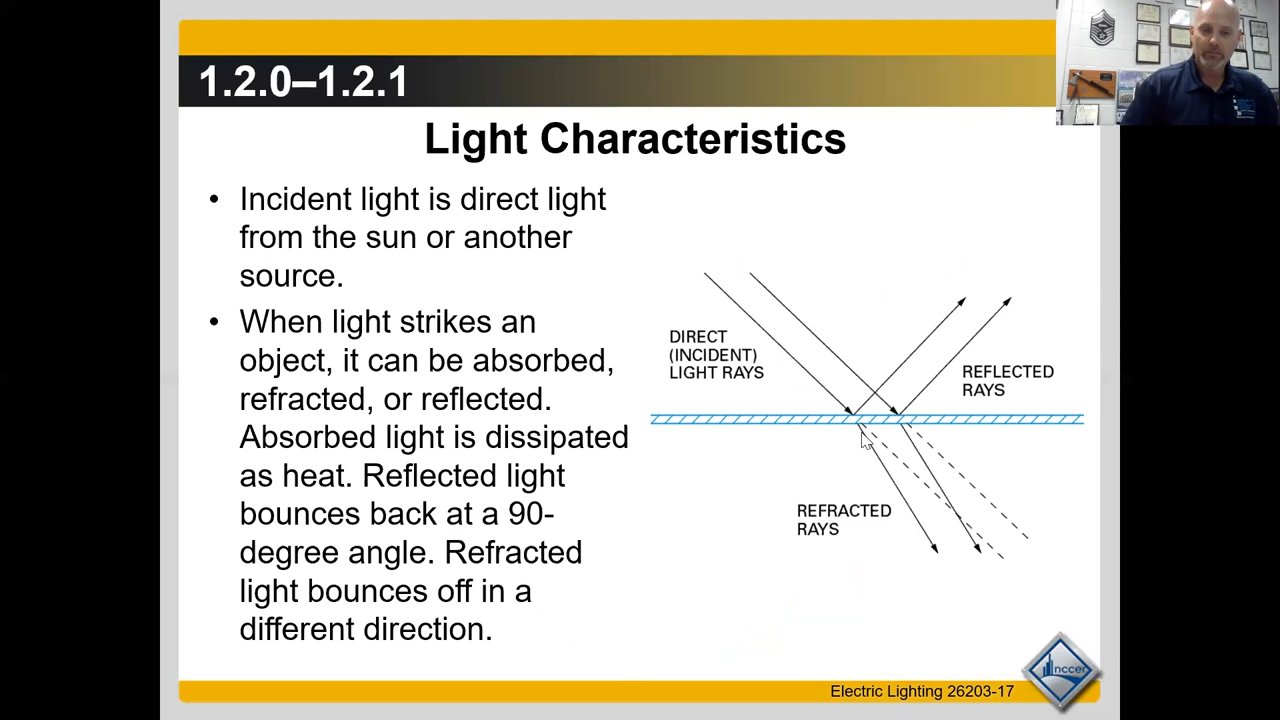 1.2.0–1.2.1
Light Characteristics
• Incident light is direct light
from the sun or another
source.
• When light strikes an
object, it can be absorbed,
refracted, or reflected.
Absorbed light is dissipated
as heat. Reflected light
bounces back at a 90-
degree angle. Refracted
light bounces off in a
different direction.
DIRECT
(INCIDENT)
LIGHT RAYS
REFLECTED
RAYS
REFRACTED
RAYS
Electric Lighting 26203-17
nccer